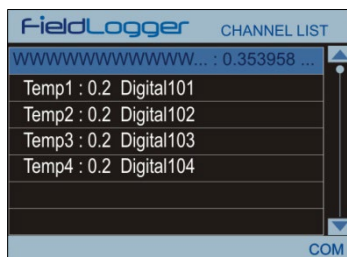 FieldLogger CHANNEL LIST
WWWWWWWWWWWW... : 0.353958 ...
Temp1 : 0.2 Digital101
Temp2 : 0.2 Digital102
Temp3 : 0.2 Digital103
Temp4 : 0.2 Digital104
COM